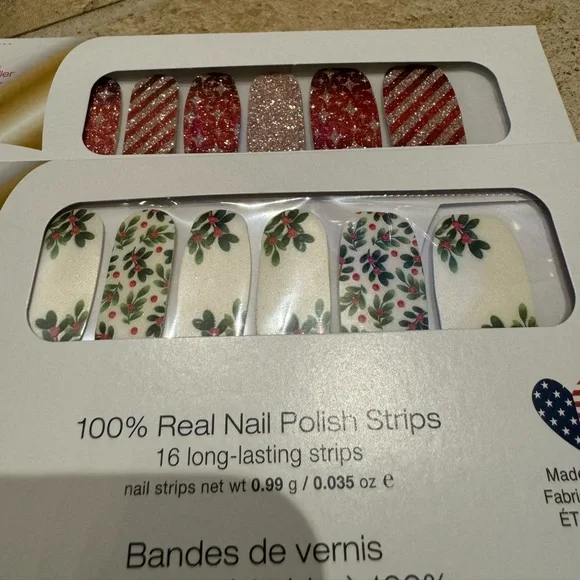 100% Real Nail Polish Strips
16 long-lasting strips
nail strips net wt 0.99 g / 0.035 oz e
Made
Fabri
ÉT
Bandes de vernis
100%